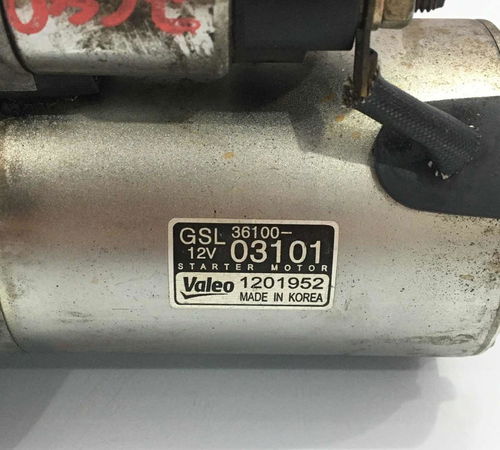 GSL 36100-
12V 03101
STARTER MOTOR
Valeo 1201952
MADE IN KOREA